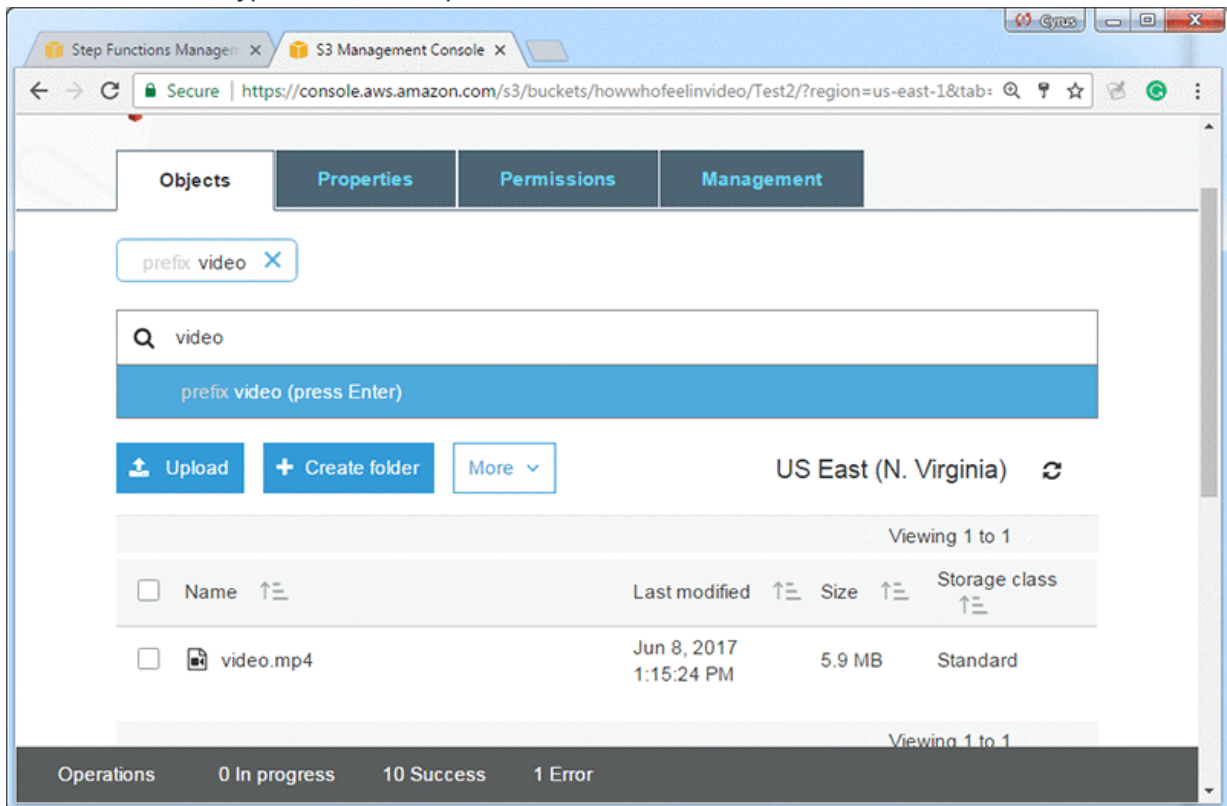 Gyrus
Step Functions Managen
S3 Management Console
Secure | https://console.aws.amazon.com/s3/buckets/howwhofeelinvideo/Test2/?region=us-east-1&tab=
Objects Properties Permissions Management
prefix video
video
prefix video (press Enter)
Upload Create folder More US East (N. Virginia)
Viewing 1 to 1
Name Last modified Size Storage class
video.mp4 Jun 8, 2017 1:15:24 PM 5.9 MB Standard
Viewing 1 to 1
Operations 0 In progress 10 Success 1 Error